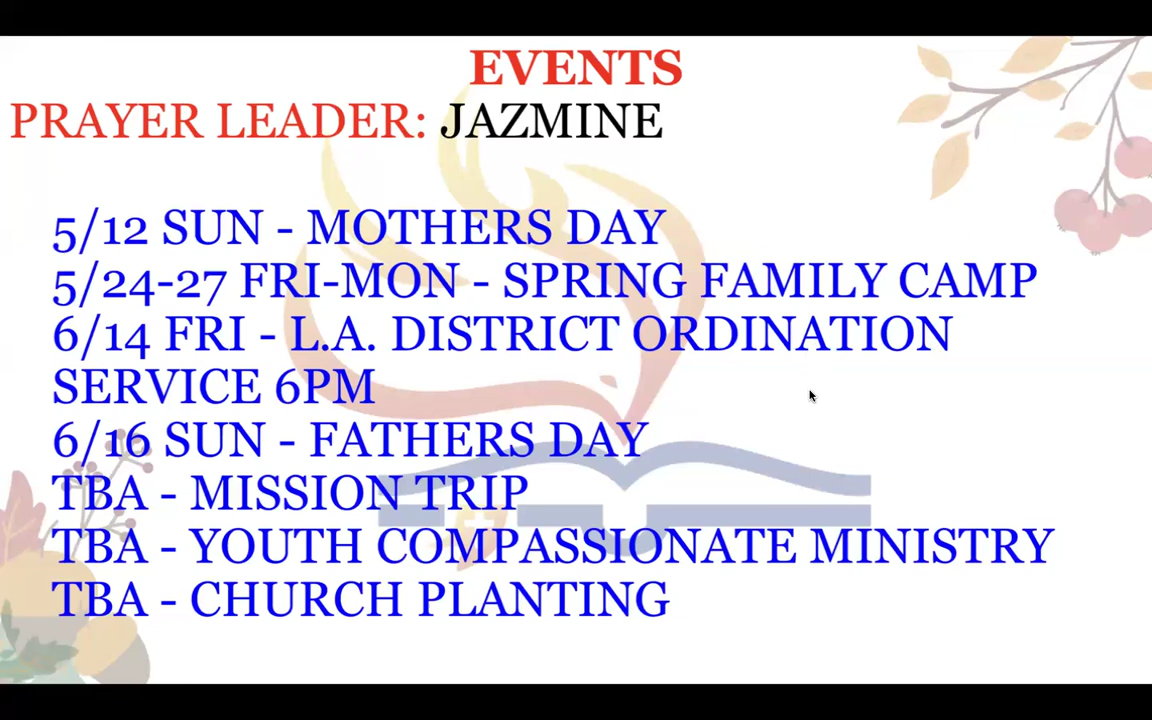 EVENTS
PRAYER LEADER: JAZMINE
5/12 SUN - MOTHERS DAY
5/24-27 FRI-MON - SPRING FAMILY CAMP
6/14 FRI - L.A. DISTRICT ORDINATION
SERVICE 6PM
6/16 SUN - FATHERS DAY
TBA - MISSION TRIP
TBA - YOUTH COMPASSIONATE MINISTRY
TBA - CHURCH PLANTING